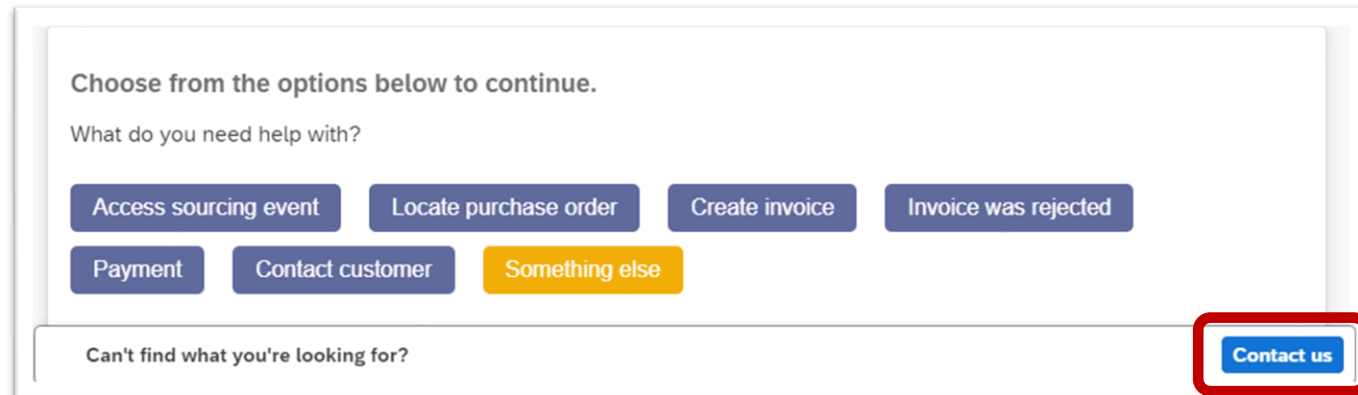 Choose from the options below to continue.
What do you need help with?
Access sourcing event Locate purchase order Create invoice Invoice was rejected
Payment Contact customer Something else
Can't find what you're looking for? Contact us